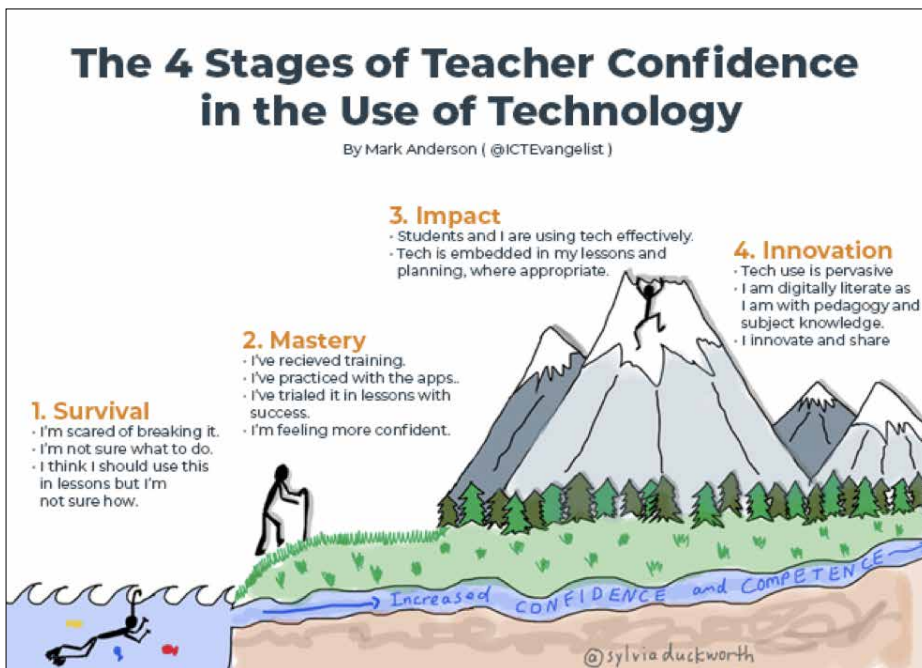 The 4 Stages of Teacher Confidence
in the Use of Technology
By Mark Anderson ( @ICTEvangelist )
1. Survival
· I'm scared of breaking it.
· I'm not sure what to do.
· I think I should use this
in lessons but I'm
not sure how.
2. Mastery
· I've recieved training.
· I've practiced with the apps..
· I've trialed it in lessons with
success.
· I'm feeling more confident.
3. Impact
· Students and I are using tech effectively.
· Tech is embedded in my lessons and
planning, where appropriate.
4. Innovation
· Tech use is pervasive
· I am digitally literate as
I am with pedagogy and
subject knowledge.
· I innovate and share
Increased CONFIDENCE and COMPETENCE
@sylviaduckworth